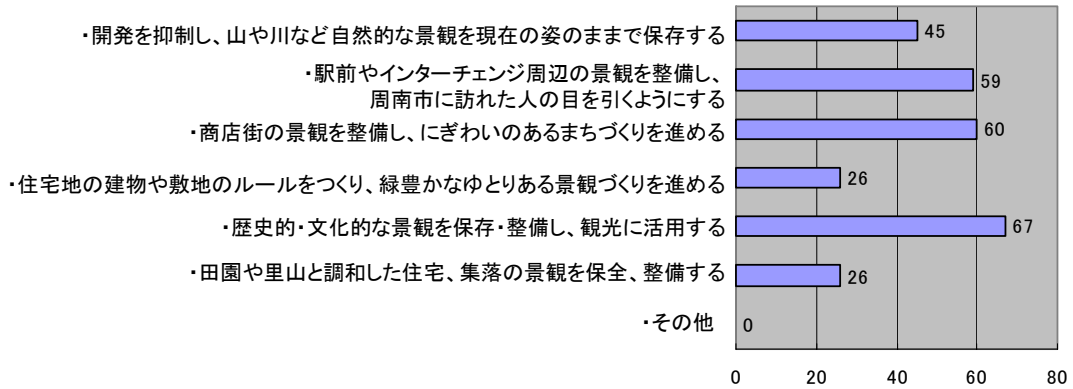 ・開発を抑制し、山や川など自然的な景観を現在の姿のままで保存する
45
・駅前やインターチェンジ周辺の景観を整備し、
周南市に訪れた人の目を引くようにする
59
・商店街の景観を整備し、にぎわいのあるまちづくりを進める
60
・住宅地の建物や敷地のルールをつくり、緑豊かなゆとりある景観づくりを進める
26
・歴史的・文化的な景観を保存・整備し、観光に活用する
67
・田園や里山と調和した住宅、集落の景観を保全、整備する
26
・その他
0
0 20 40 60 80